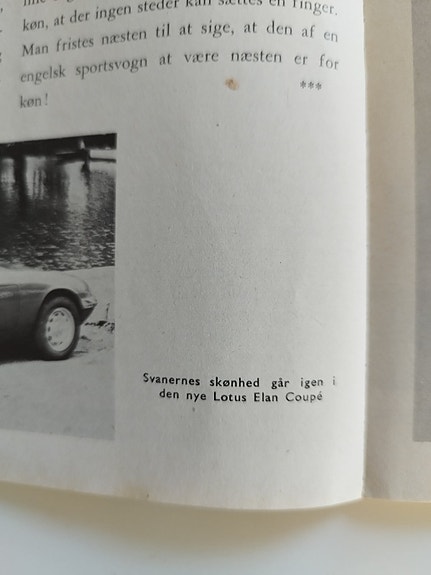 køn, at der ingen steder kan sættes en finger.
Man fristes næsten til at sige, at den af en
engelsk sportsvogn at være næsten er for
køn!
***
Svanernes skønhed går igen i
den nye Lotus Elan Coupé